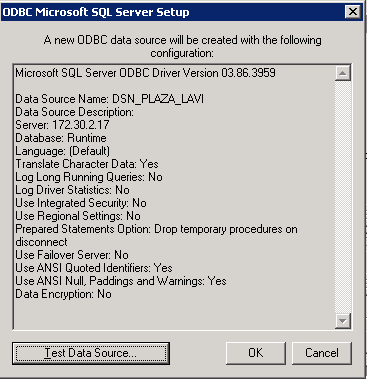 ODBC Microsoft SQL Server Setup
A new ODBC data source will be created with the following
configuration:
Microsoft SQL Server ODBC Driver Version 03.86.3959
Data Source Name: DSN_PLAZA_LAVI
Data Source Description:
Server: 172.30.2.17
Database: Runtime
Language: (Default)
Translate Character Data: Yes
Log Long Running Queries: No
Log Driver Statistics: No
Use Integrated Security: No
Use Regional Settings: No
Prepared Statements Option: Drop temporary procedures on
disconnect
Use Failover Server: No
Use ANSI Quoted Identifiers: Yes
Use ANSI Null, Paddings and Warnings: Yes
Data Encryption: No
Test Data Source...
OK
Cancel